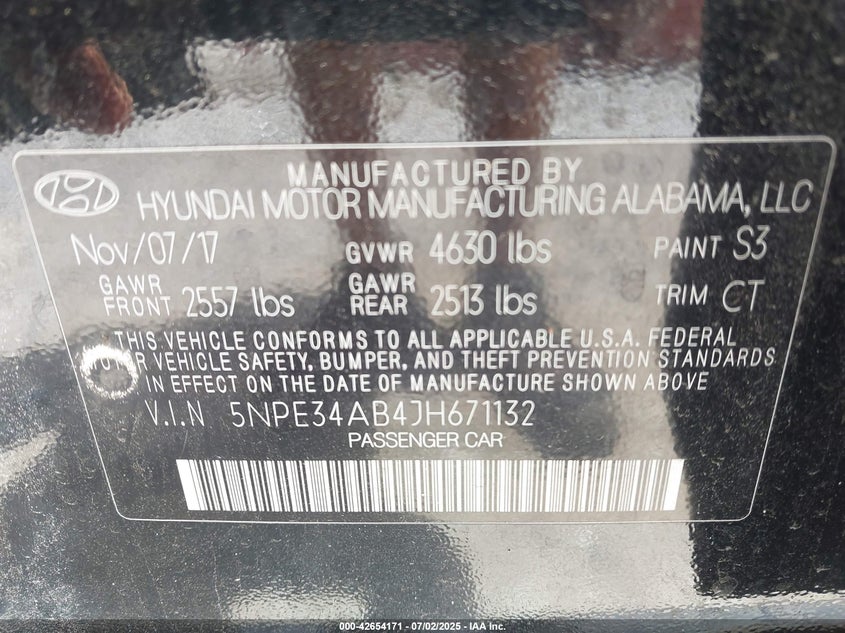 MANUFACTURED BY
HYUNDAI MOTOR MANUFACTURING ALABAMA, LLC
Nov/07/17 GVWR 4630 lbs PAINT S3
GAWR FRONT 2557 lbs GAWR REAR 2513 lbs TRIM CT
THIS VEHICLE CONFORMS TO ALL APPLICABLE U.S.A. FEDERAL
MOTOR VEHICLE SAFETY, BUMPER, AND THEFT PREVENTION STANDARDS
IN EFFECT ON THE DATE OF MANUFACTURE SHOWN ABOVE.
V.I.N 5NPE34AB4JH671132
PASSENGER CAR
000-42654171 - 07/02/2025 - IAA Inc.